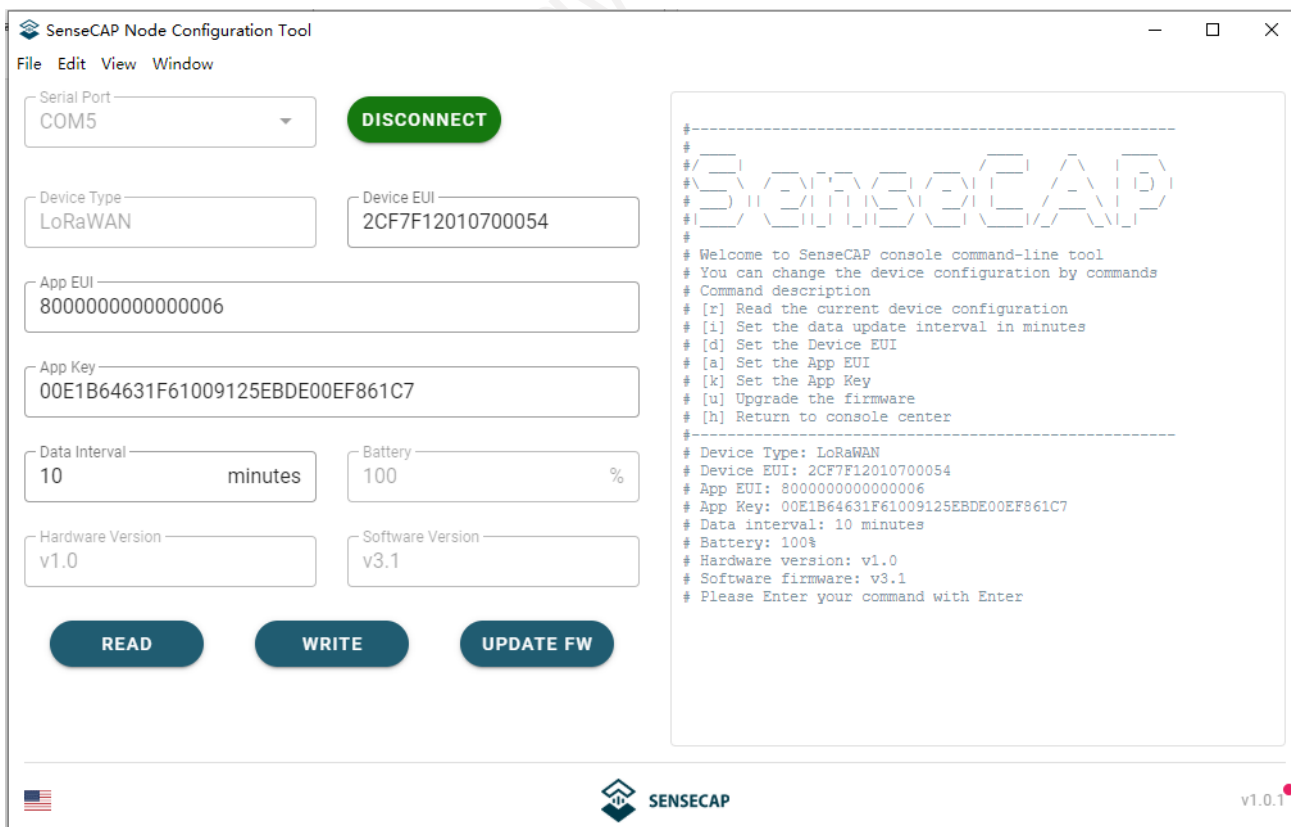 SenseCAP Node Configuration Tool
File Edit View Window
Serial Port
COM5
DISCONNECT
Device Type
LoRaWAN
Device EUI
2CF7F12010700054
App EUI
8000000000000006
App Key
00E1B64631F61009125EBDE00EF861C7
Data Interval
10 minutes
Battery
100 %
Hardware Version
v1.0
Software Version
v3.1
READ WRITE UPDATE FW
#------------------------------------------------------
SenseCAP
#
# Welcome to SenseCAP console command-line tool
# You can change the device configuration by commands
# Command description
# [r] Read the current device configuration
# [i] Set the data update interval in minutes
# [d] Set the Device EUI
# [a] Set the App EUI
# [k] Set the App Key
# [u] Upgrade the firmware
# [h] Return to console center
#------------------------------------------------------
# Device Type: LoRaWAN
# Device EUI: 2CF7F12010700054
# App EUI: 8000000000000006
# App Key: 00E1B64631F61009125EBDE00EF861C7
# Data interval: 10 minutes
# Battery: 100%
# Hardware version: v1.0
# Software firmware: v3.1
# Please Enter your command with Enter
SENSECAP
v1.0.1